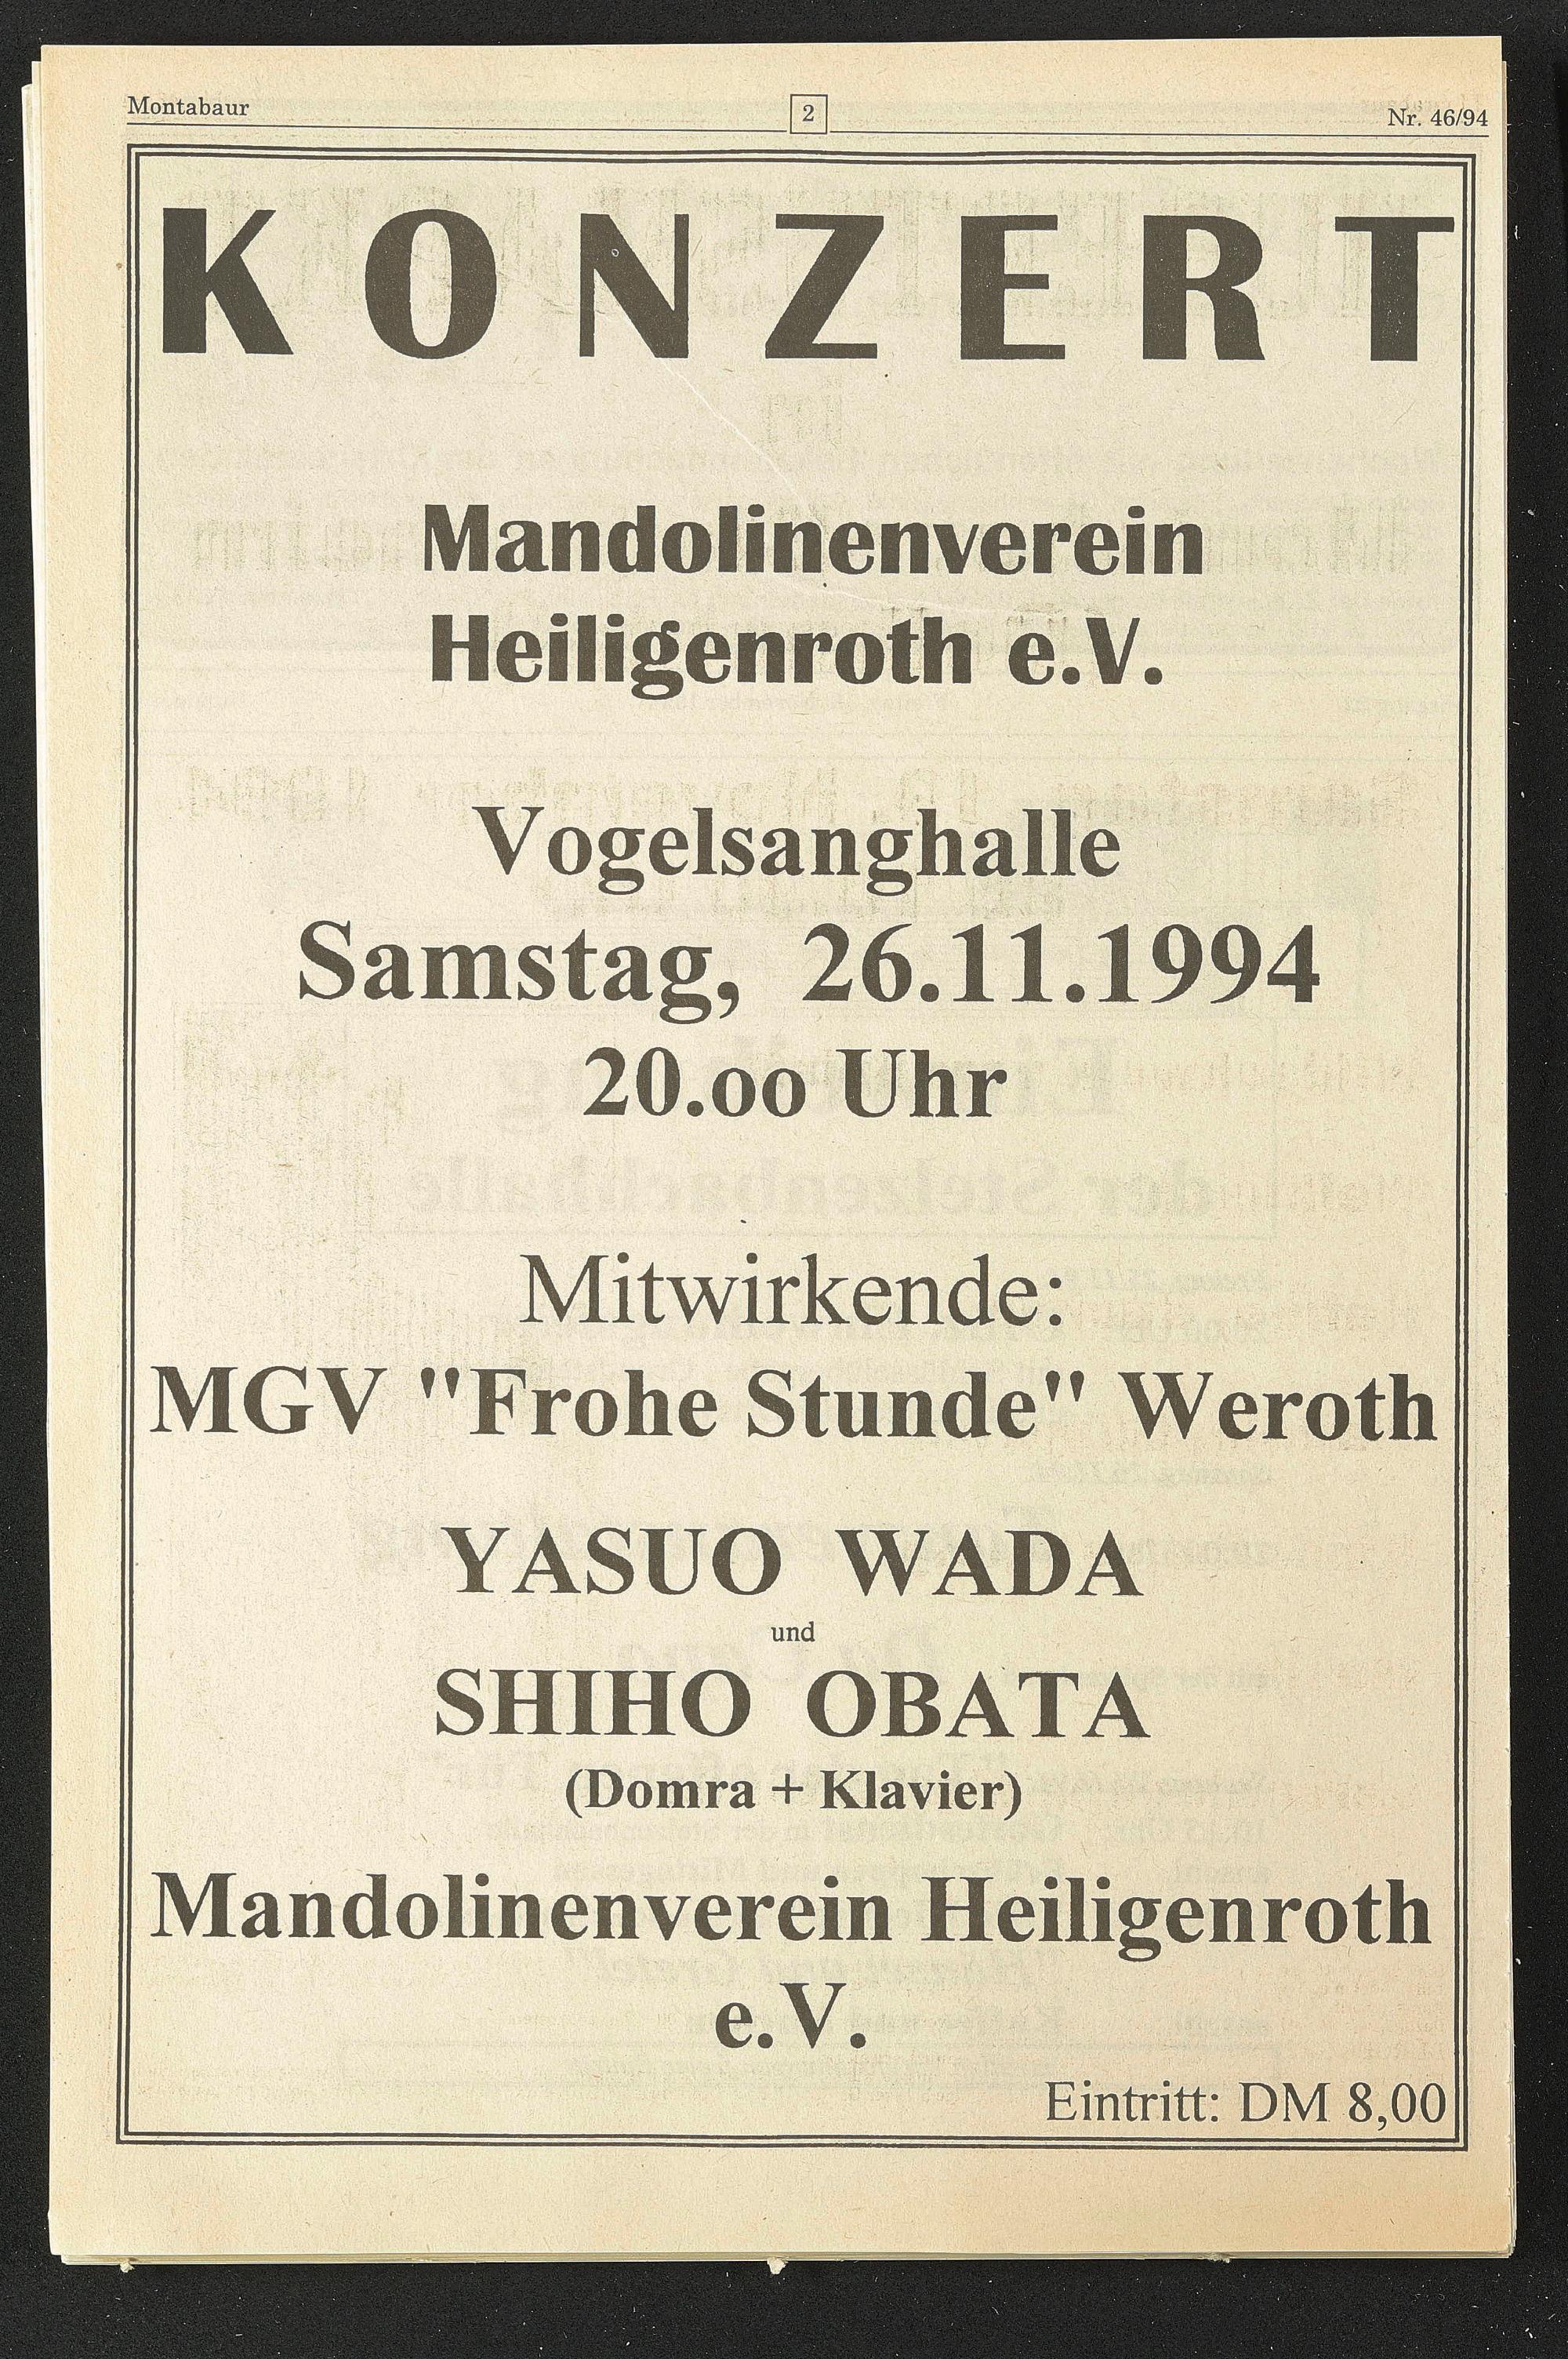 Montabaur
2
Nr. 46/94
KONZERT
Mandolinenverein
Heiligenroth e.V.
Vogelsanghalle
Samstag, 26.11.1994
20.oo Uhr
Mitwirkende:
MGV "Frohe Stunde" Weroth
YASUO WADA
und
SHIHO OBATA
(Domra + Klavier)
Mandolinenverein Heiligenroth
e.V.
Eintritt: DM 8,00